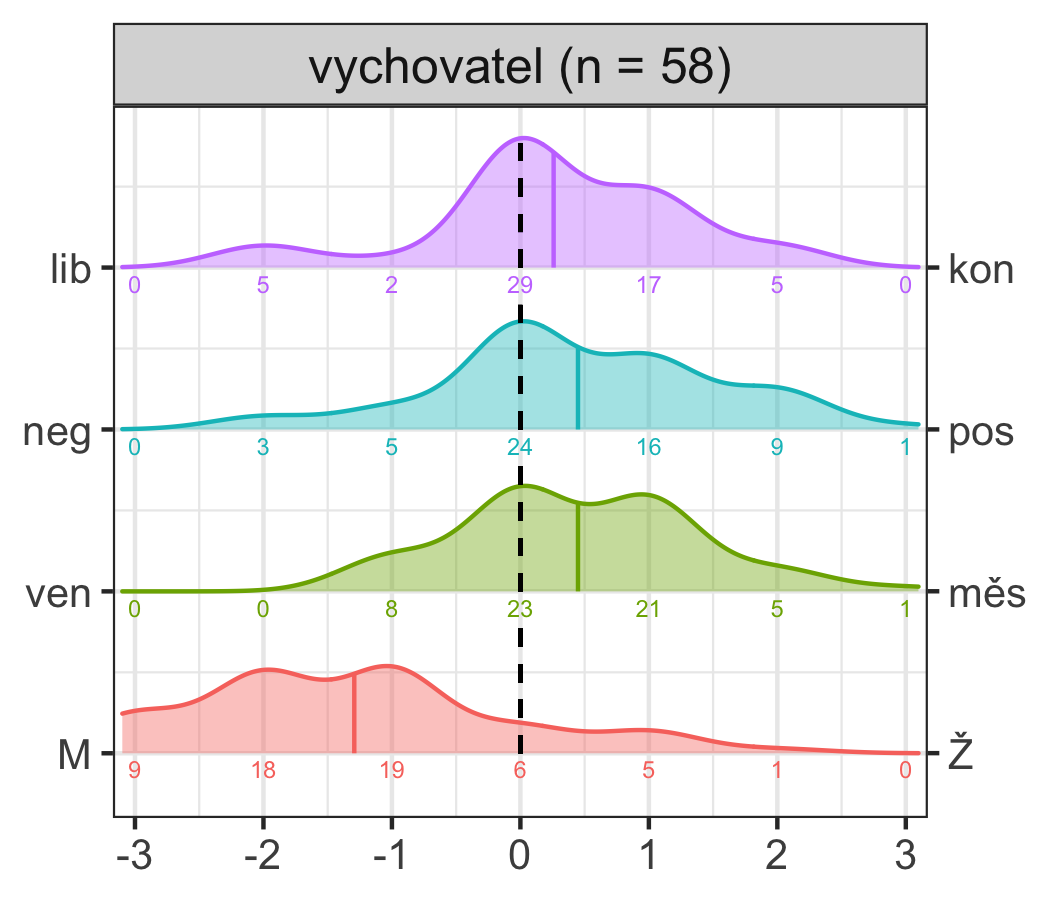 vychovatel (n = 58)
lib kon
0 5 2 29 17 5 0
neg pos
0 3 5 24 16 9 1
ven měs
0 0 8 23 21 5 1
M Ž
9 18 19 6 5 1 0
-3 -2 -1 0 1 2 3